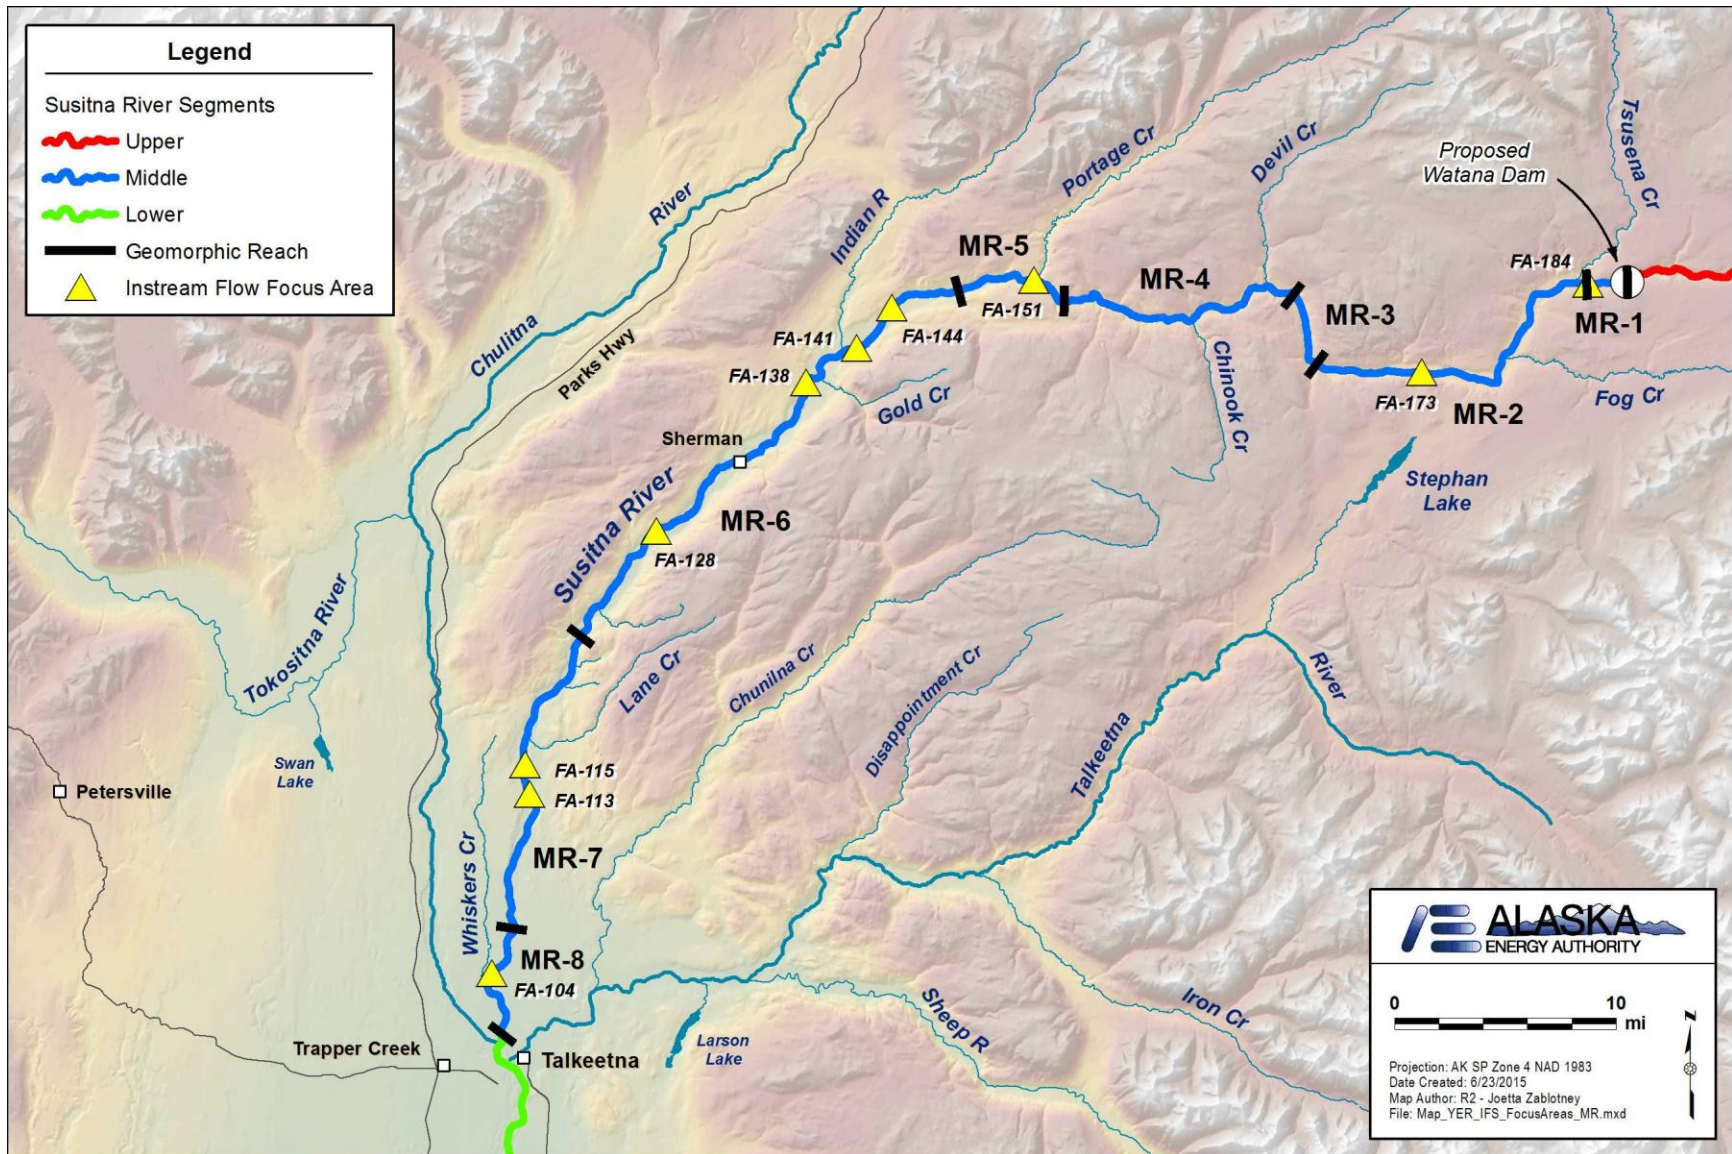 Legend
Susitna River Segments
Upper
Middle
Lower
Geomorphic Reach
Instream Flow Focus Area
River
Chulitna
Parks Hwy
Indian R
Portage Cr
Devil Cr
Tsusena Cr
Proposed
Watana Dam
MR-5
MR-4
FA-151
MR-3
FA-184
MR-1
FA-141
FA-144
FA-138
Gold Cr
Chinook Cr
FA-173
MR-2
Fog Cr
Sherman
Susitna River
MR-6
FA-128
Stephan
Lake
Tokositna River
Swan
Lake
Petersville
Lane Cr
Chunilna Cr
Disappointment Cr
Talkeetna
River
FA-115
FA-113
Whiskers Cr
MR-7
MR-8
FA-104
Trapper Creek
Talkeetna
Larson
Lake
Sheep R
Iron Cr
ALASKA
ENERGY AUTHORITY
0 10
mi
N
Projection: AK SP Zone 4 NAD 1983
Date Created: 6/23/2015
Map Author: R2 - Joetta Zablotney
File: Map_YER_IFS_FocusAreas_MR.mxd